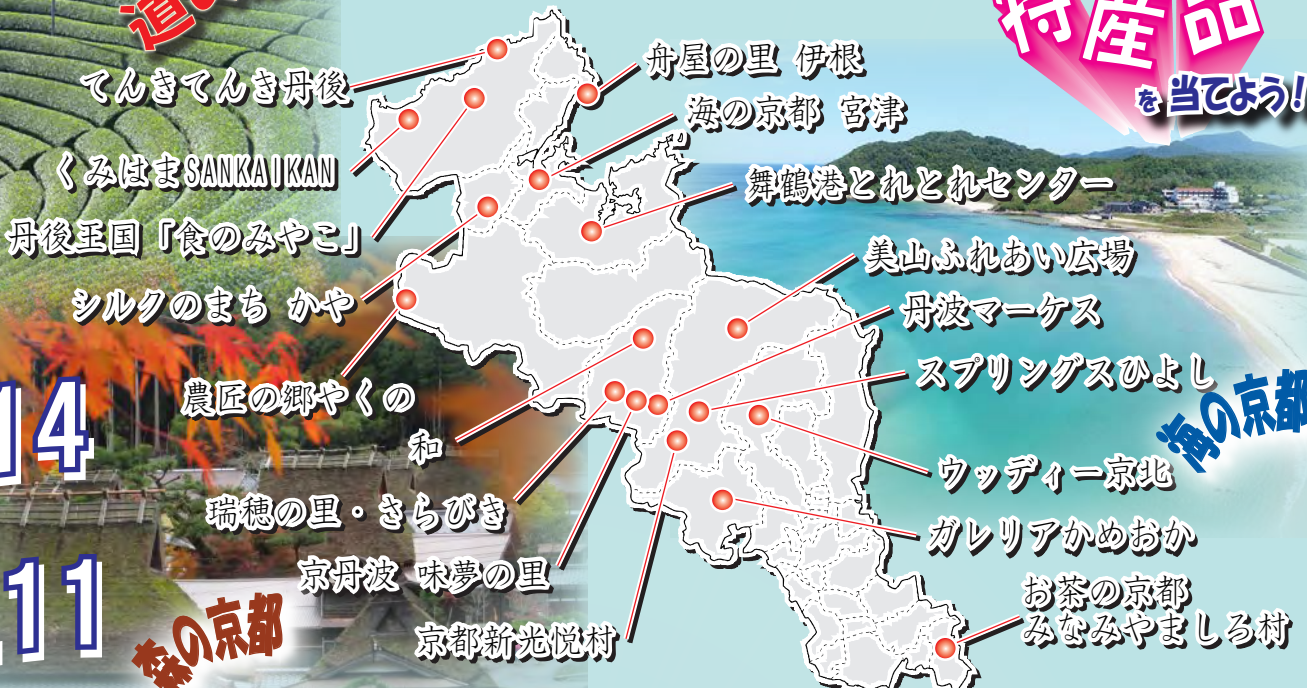 道の
特産品
を当てよう!
てんきてんき丹後
舟屋の里 伊根
海の京都 宮津
くみはまSANKAIKAN
舞鶴港とれとれセンター
丹後王国「食のみやこ」
美山ふれあい広場
シルクのまち かや
丹波マーケス
スプリングスひよし
農匠の郷やくの
14
海の京都
和
ウッディー京北
瑞穂の里・さらびき
ガレリアかめおか
京丹波 味夢の里
11
お茶の京都
みなみやましろ村
森の京都
京都新光悦村